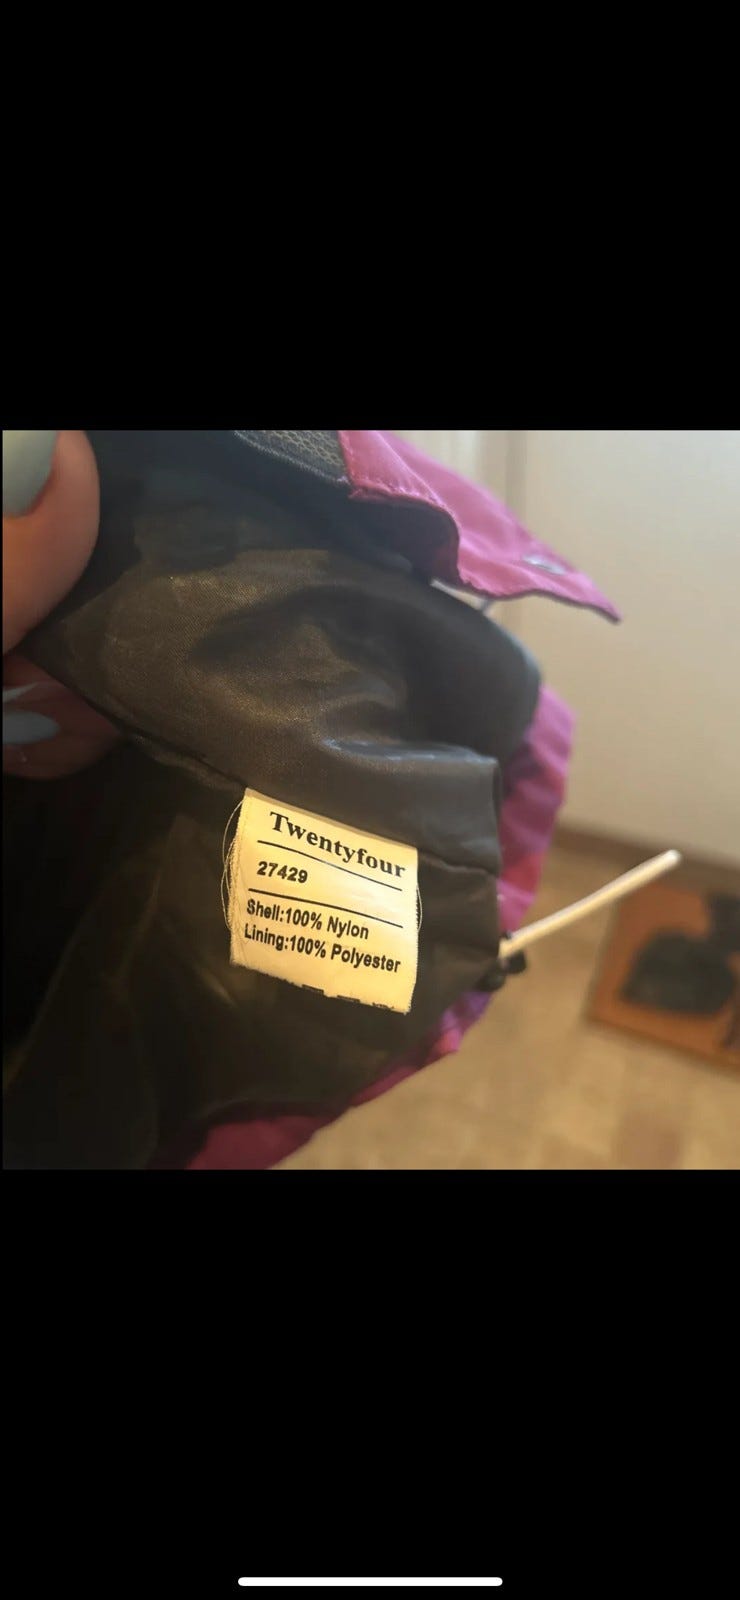 Twentyfour
27429
Shell:100% Nylon
Lining:100% Polyester